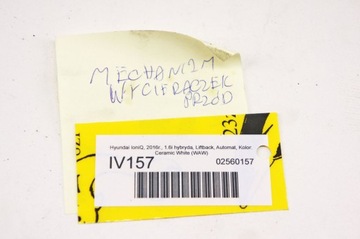 MECHANIZM
WYCIERACZEK
PRZÓD
Hyundai IoniQ, 2016r., 1.6i hybryda, Liftback, Automat, Kolor:
Ceramic White (WAW)
IV157
02560157